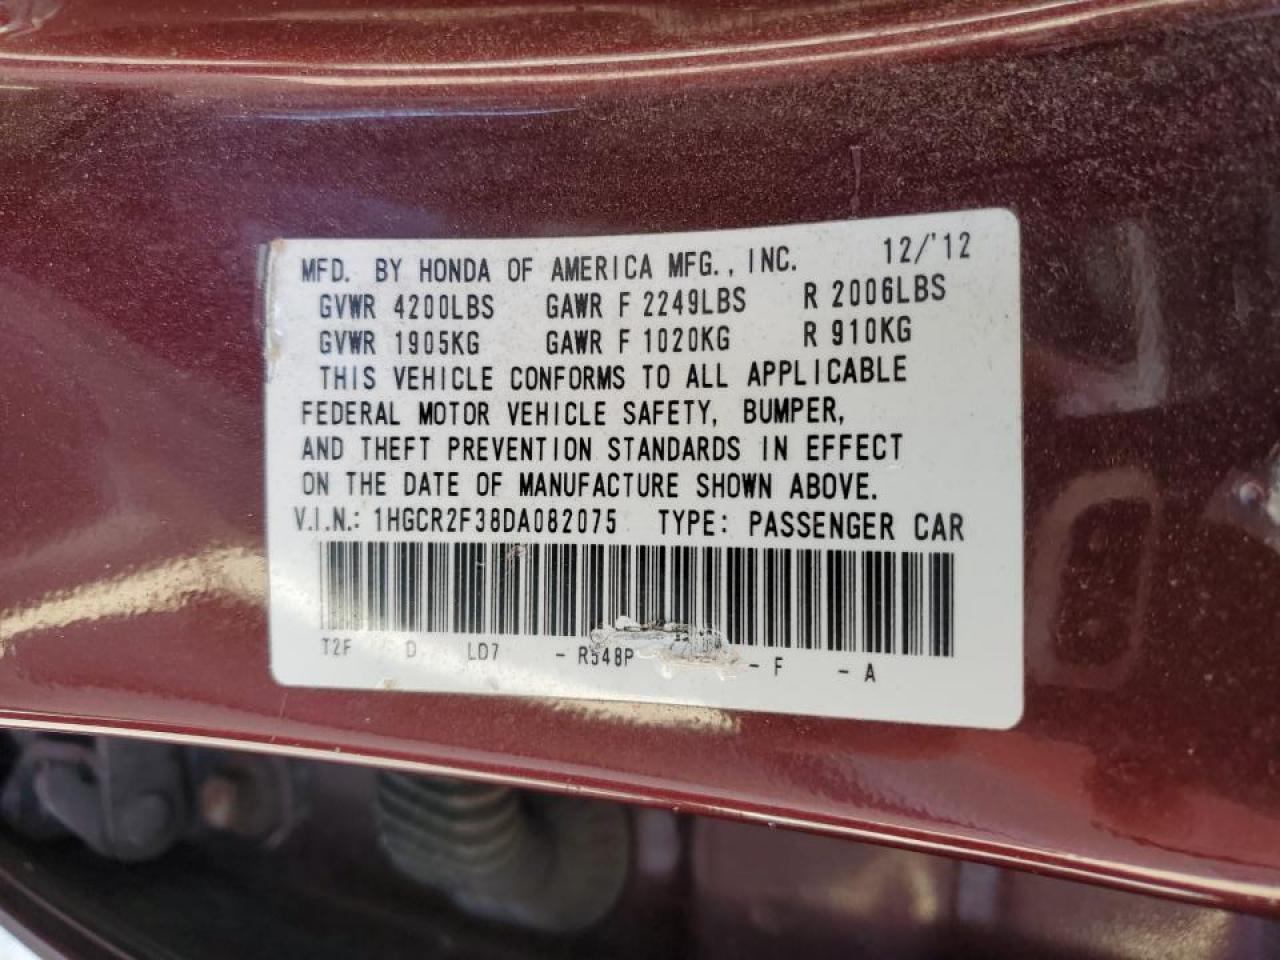 MFD. BY HONDA OF AMERICA MFG., INC. 12/'12
GVWR 4200LBS GAWR F 2249LBS R 2006LBS
GVWR 1905KG GAWR F 1020KG R 910KG
THIS VEHICLE CONFORMS TO ALL APPLICABLE
FEDERAL MOTOR VEHICLE SAFETY, BUMPER,
AND THEFT PREVENTION STANDARDS IN EFFECT
ON THE DATE OF MANUFACTURE SHOWN ABOVE.
V.I.N.: 1HGCR2F38DA082075 TYPE: PASSENGER CAR
T2F D LD7 - R548P - F - A